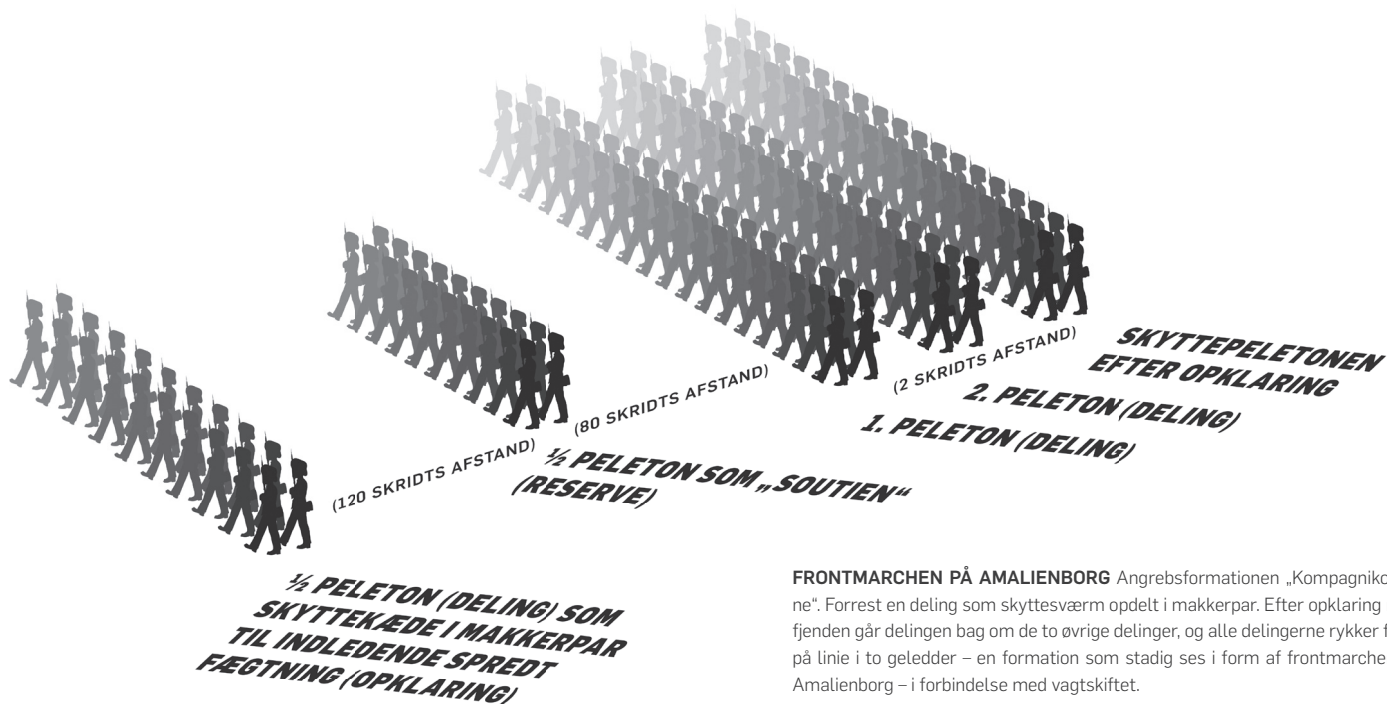 SKYTTEPELETONEN
EFTER OPKLARING
(2 SKRIDTS AFSTAND)
2. PELETON (DELING)
1. PELETON (DELING)
(80 SKRIDTS AFSTAND)
½ PELETON SOM „SOUTIEN“
(RESERVE)
(120 SKRIDTS AFSTAND)
½ PELETON (DELING) SOM
SKYTTEKÆDE I MAKKERPAR
TIL INDLEDENDE SPREDT
FÆGTNING (OPKLARING)
FRONTMARCHEN PÅ AMALIENBORG Angrebsformationen „Kompagniko
ne“. Forrest en deling som skyttesværm opdelt i makkerpar. Efter opklaring
fjenden går delingen bag om de to øvrige delinger, og alle delingerne rykker f
på linie i to geledder – en formation som stadig ses i form af frontmarche
Amalienborg – i forbindelse med vagtskiftet.